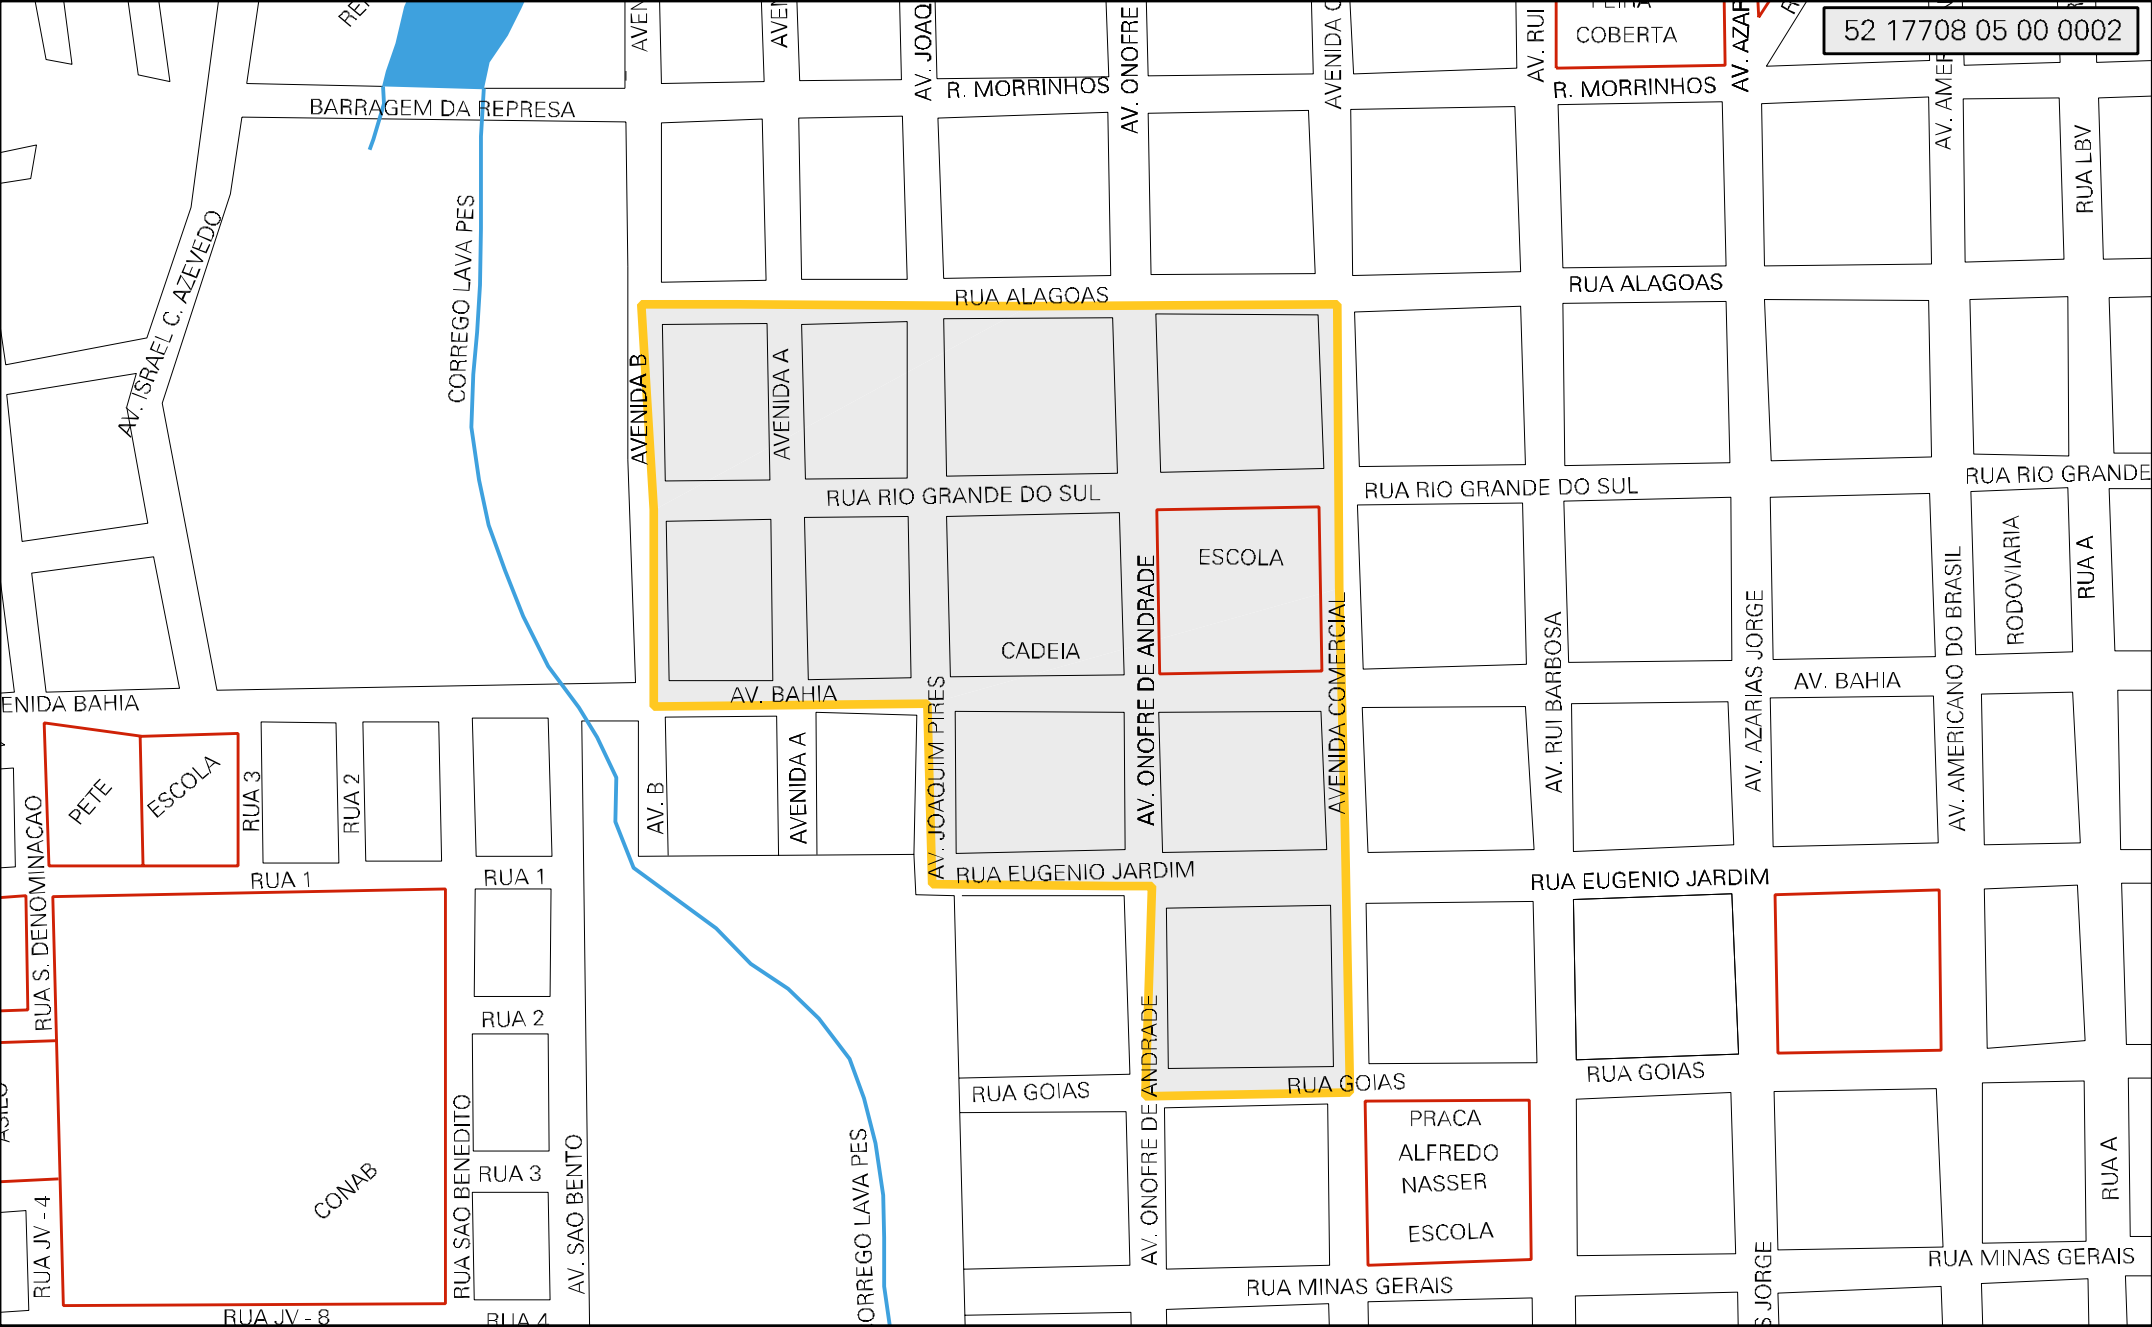 52 17708 05 00 0002
COBERTA
AV. RUI
R. MORRINHOS
R. MORRINHOS
BARRAGEM DA REPRESA
AV. ONOFRE
RUA LBV
CORREGO LAVA PES
AV. ISRAEL C. AZEVEDO
RUA ALAGOAS
RUA ALAGOAS
AVENIDA B
AVENIDA A
RUA RIO GRANDE DO SUL
RUA RIO GRANDE DO SUL
RUA RIO GRANDE
ESCOLA
CADEIA
AV. ONOFRE DE ANDRADE
AVENIDA COMERCIAL
AV. RUI BARBOSA
AV. AZARIAS JORGE
AV. AMERICANO DO BRASIL
RODOVIARIA
RUA A
AV. BAHIA
AV. BAHIA
ENIDA BAHIA
AV. JOAQUIM PIRES
PETE
ESCOLA
RUA 3
RUA 2
AV. B
AVENIDA A
RUA S. DENOMINACAO
RUA 1
RUA 1
RUA EUGENIO JARDIM
RUA EUGENIO JARDIM
RUA 2
RUA GOIAS
RUA GOIAS
RUA GOIAS
AV. ONOFRE DE ANDRADE
PRACA
ALFREDO
NASSER
ESCOLA
CONAB
RUA SAO BENEDITO
RUA 3
AV. SAO BENTO
ORREGO LAVA PES
RUA A
RUA JV - 4
RUA MINAS GERAIS
RUA MINAS GERAIS
S JORGE
RUA JV - 8
RUA 4